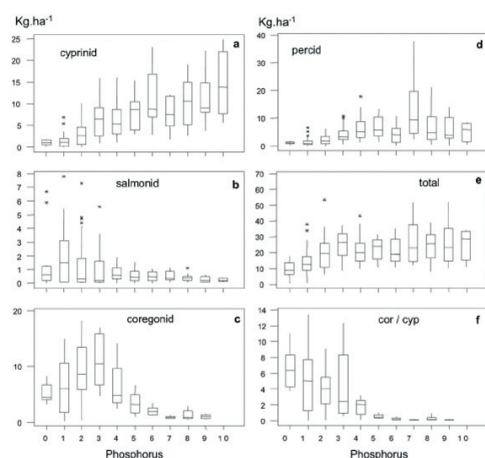 Kg.ha⁻¹
Kg.ha⁻¹
a
cyprinid
25
20
15
10
5
0
d
percid
40
30
20
10
0
b
salmonid
8
7
6
5
4
3
2
1
0
e
total
70
60
50
40
30
20
10
0
c
coregonid
20
10
0
f
cor / cyp
14
12
10
8
6
4
2
0
0 1 2 3 4 5 6 7 8 9 10
0 1 2 3 4 5 6 7 8 9 10
Phosphorus
Phosphorus